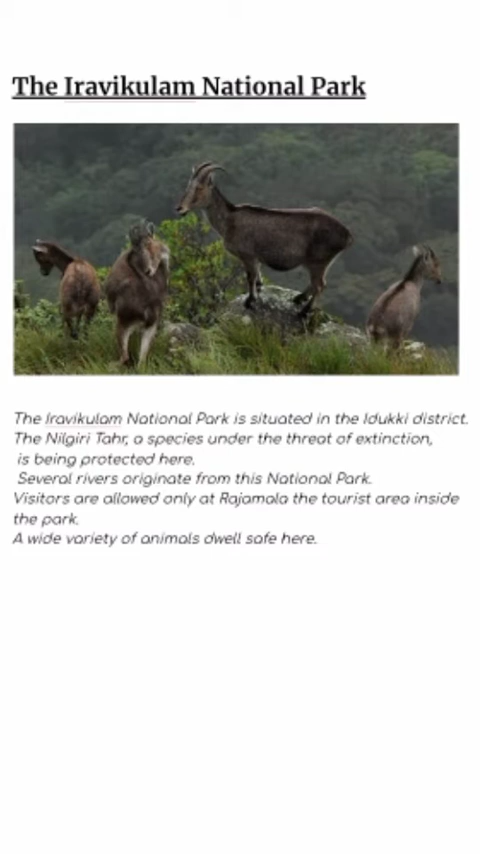 The Iravikulam National Park
The Iravikulam National Park is situated in the Idukki district.
The Nilgiri Tahr, a species under the threat of extinction,
is being protected here.
Several rivers originate from this National Park.
Visitors are allowed only at Rajamala the tourist area inside
the park.
A wide variety of animals dwell safe here.